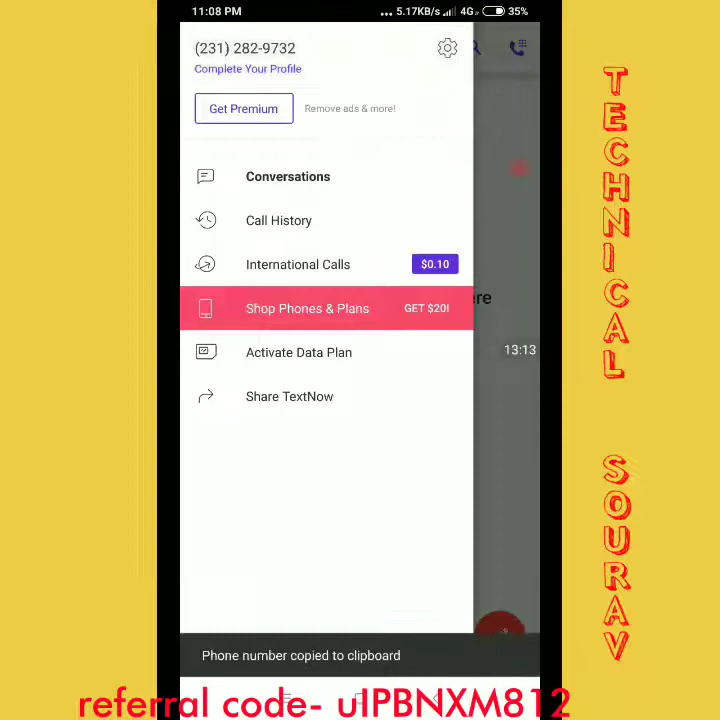 11:08 PM
... 5.17KB/s 4G 35%
(231) 282-9732
Complete Your Profile
Get Premium
Remove ads & more!
Conversations
Call History
International Calls
$0.10
Shop Phones & Plans
GET $20!
ere
13:13
Activate Data Plan
Share TextNow
Phone number copied to clipboard
referral code- uIPBNXM812
TECHNICAL
SOURAV